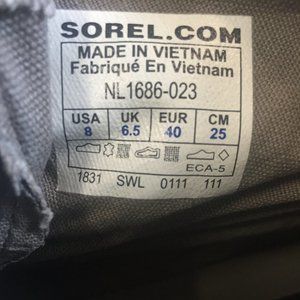 SOREL.COM
MADE IN VIETNAM
Fabriqué En Vietnam
NL1686-023
USA UK EUR CM
8 6.5 40 25
ECA-5
1831 SWL 0111 111